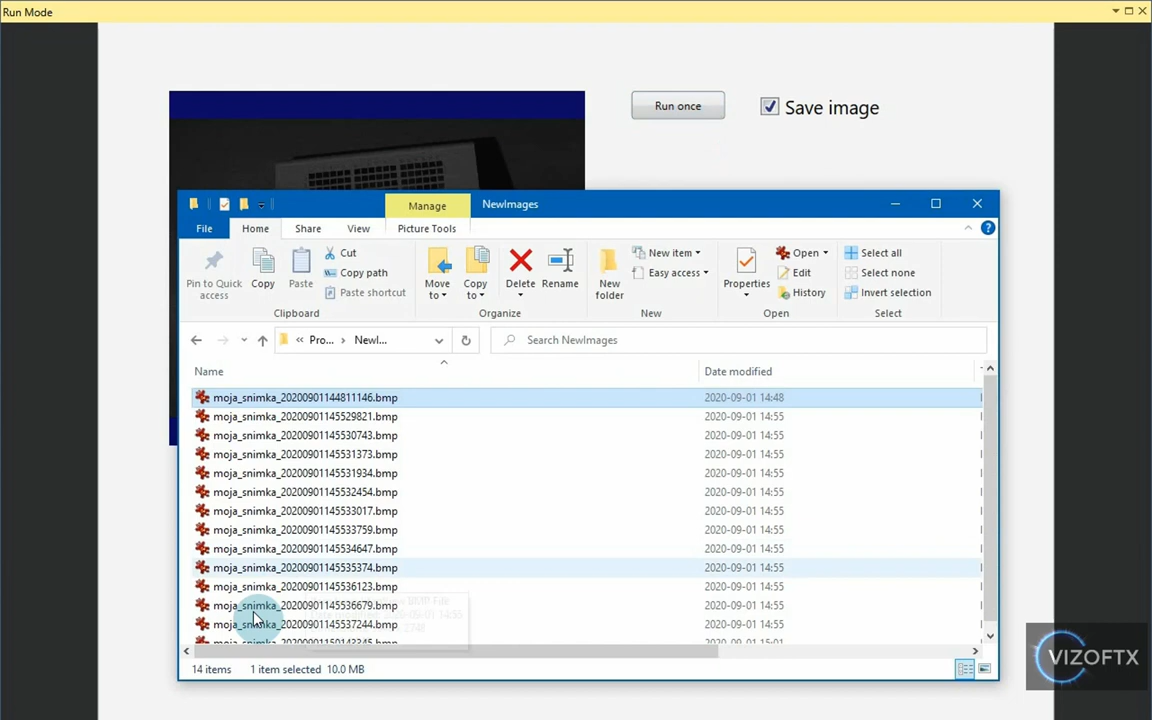 Run Mode
Run once
Save image
Manage
NewImages
File
Home
Share
View
Picture Tools
Pin to Quick access
Copy
Paste
Cut
Copy path
Paste shortcut
Clipboard
Move to
Copy to
Delete
Rename
Organize
New folder
New item
Easy access
New
Properties
Open
Edit
History
Open
Select all
Select none
Invert selection
Select
« Pro... › NewI...
Search NewImages
Name
Date modified
moja_snimka_20200901144811146.bmp 2020-09-01 14:48
moja_snimka_20200901145529821.bmp 2020-09-01 14:55
moja_snimka_20200901145530743.bmp 2020-09-01 14:55
moja_snimka_20200901145531373.bmp 2020-09-01 14:55
moja_snimka_20200901145531934.bmp 2020-09-01 14:55
moja_snimka_20200901145532454.bmp 2020-09-01 14:55
moja_snimka_20200901145533017.bmp 2020-09-01 14:55
moja_snimka_20200901145533759.bmp 2020-09-01 14:55
moja_snimka_20200901145534647.bmp 2020-09-01 14:55
moja_snimka_20200901145535374.bmp 2020-09-01 14:55
moja_snimka_20200901145536123.bmp 2020-09-01 14:55
moja_snimka_20200901145536679.bmp 2020-09-01 14:55
moja_snimka_20200901145537244.bmp 2020-09-01 14:55
moja_snimka_20200901150143345.bmp 2020-09-01 15:01
14 items 1 item selected 10.0 MB
VIZOFTX